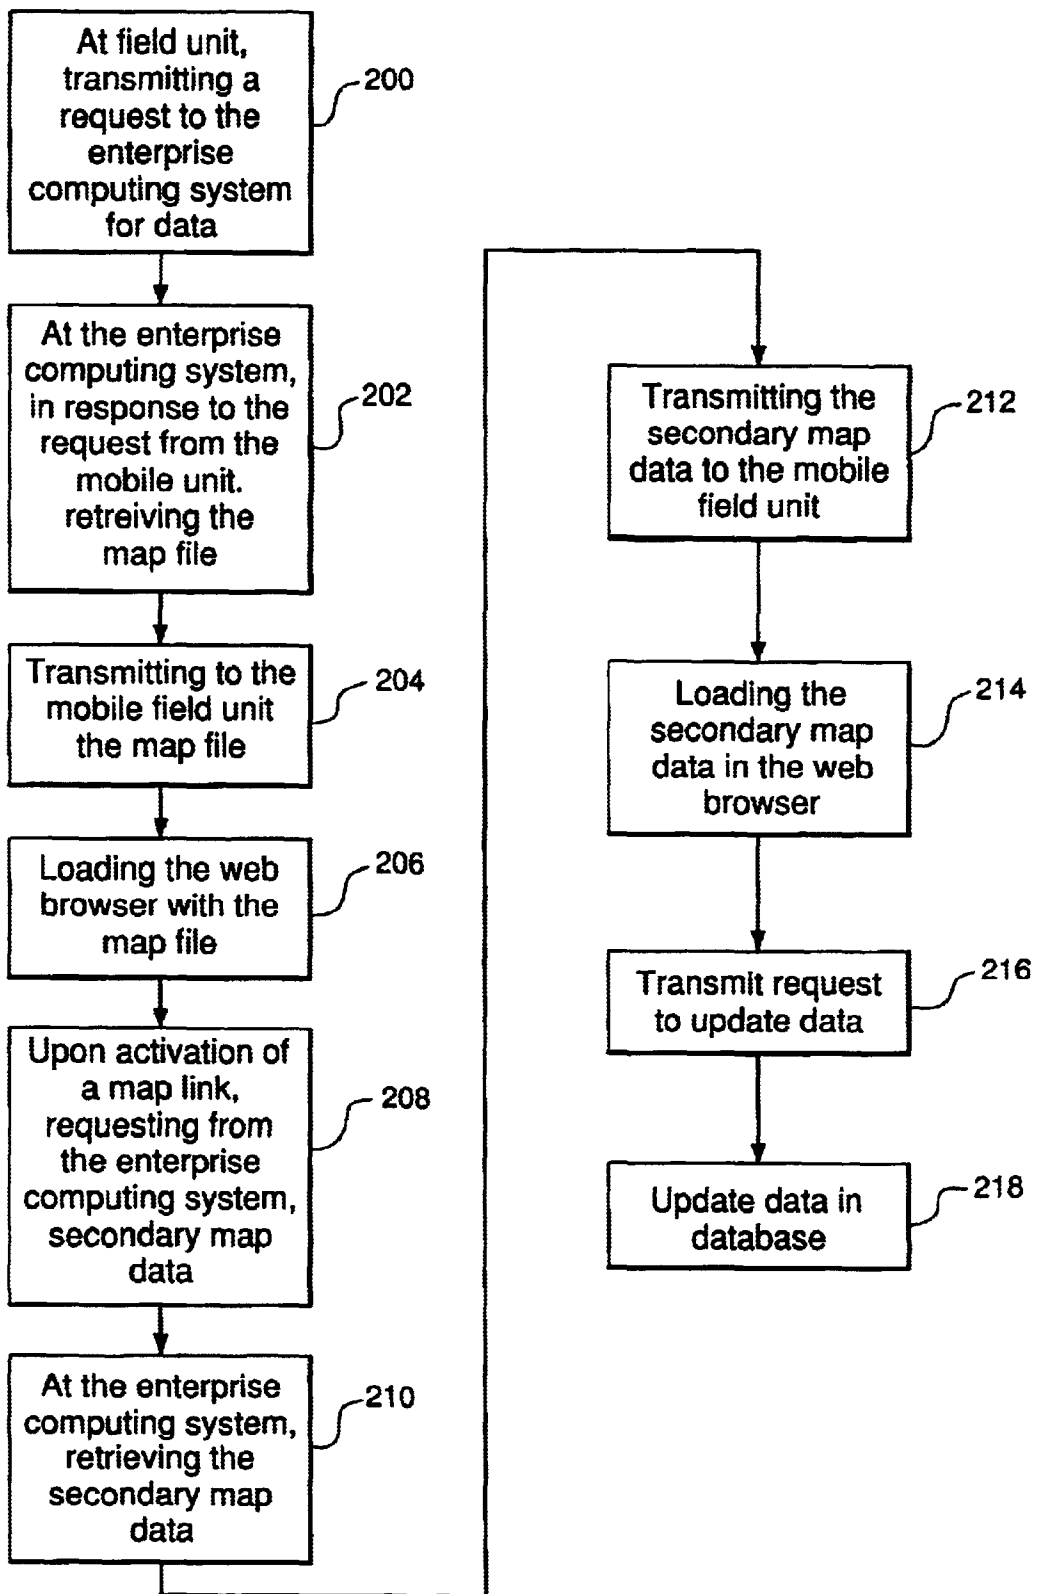 At field unit,
transmitting a
request to the
enterprise
computing system
for data
200
At the enterprise
computing system,
in response to the
request from the
mobile unit.
retreiving the
map file
202
Transmitting to the
mobile field unit
the map file
204
Loading the web
browser with the
map file
206
Upon activation of
a map link,
requesting from
the enterprise
computing system,
secondary map
data
208
At the enterprise
computing system,
retrieving the
secondary map
data
210
Transmitting the
secondary map
data to the mobile
field unit
212
Loading the
secondary map
data in the web
browser
214
Transmit request
to update data
216
Update data in
database
218